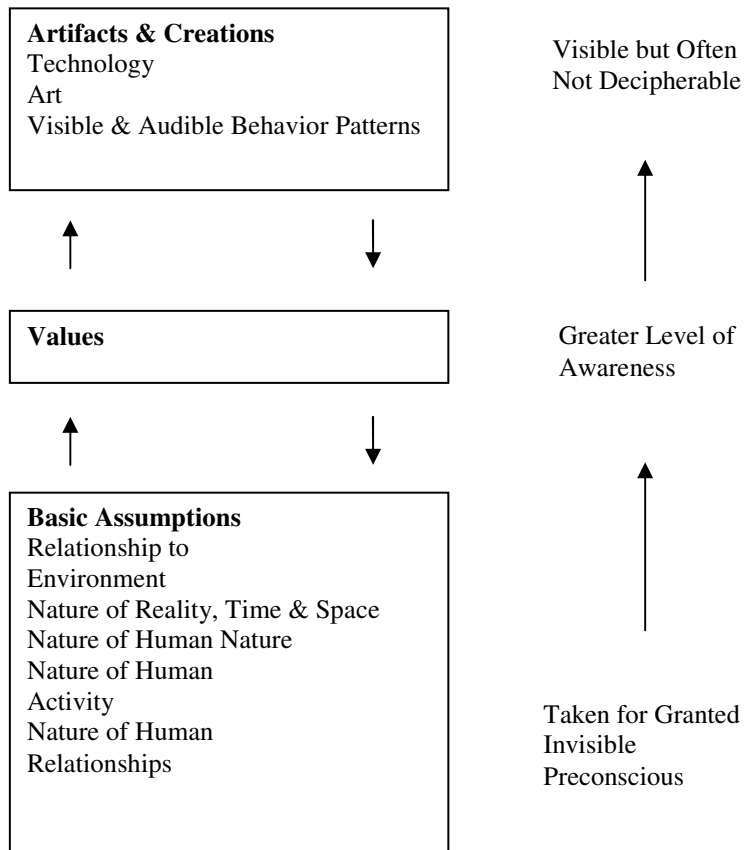 Artifacts & Creations
Technology
Art
Visible & Audible Behavior Patterns
Visible but Often
Not Decipherable
Values
Greater Level of
Awareness
Basic Assumptions
Relationship to
Environment
Nature of Reality, Time & Space
Nature of Human Nature
Nature of Human
Activity
Nature of Human
Relationships
Taken for Granted
Invisible
Preconscious